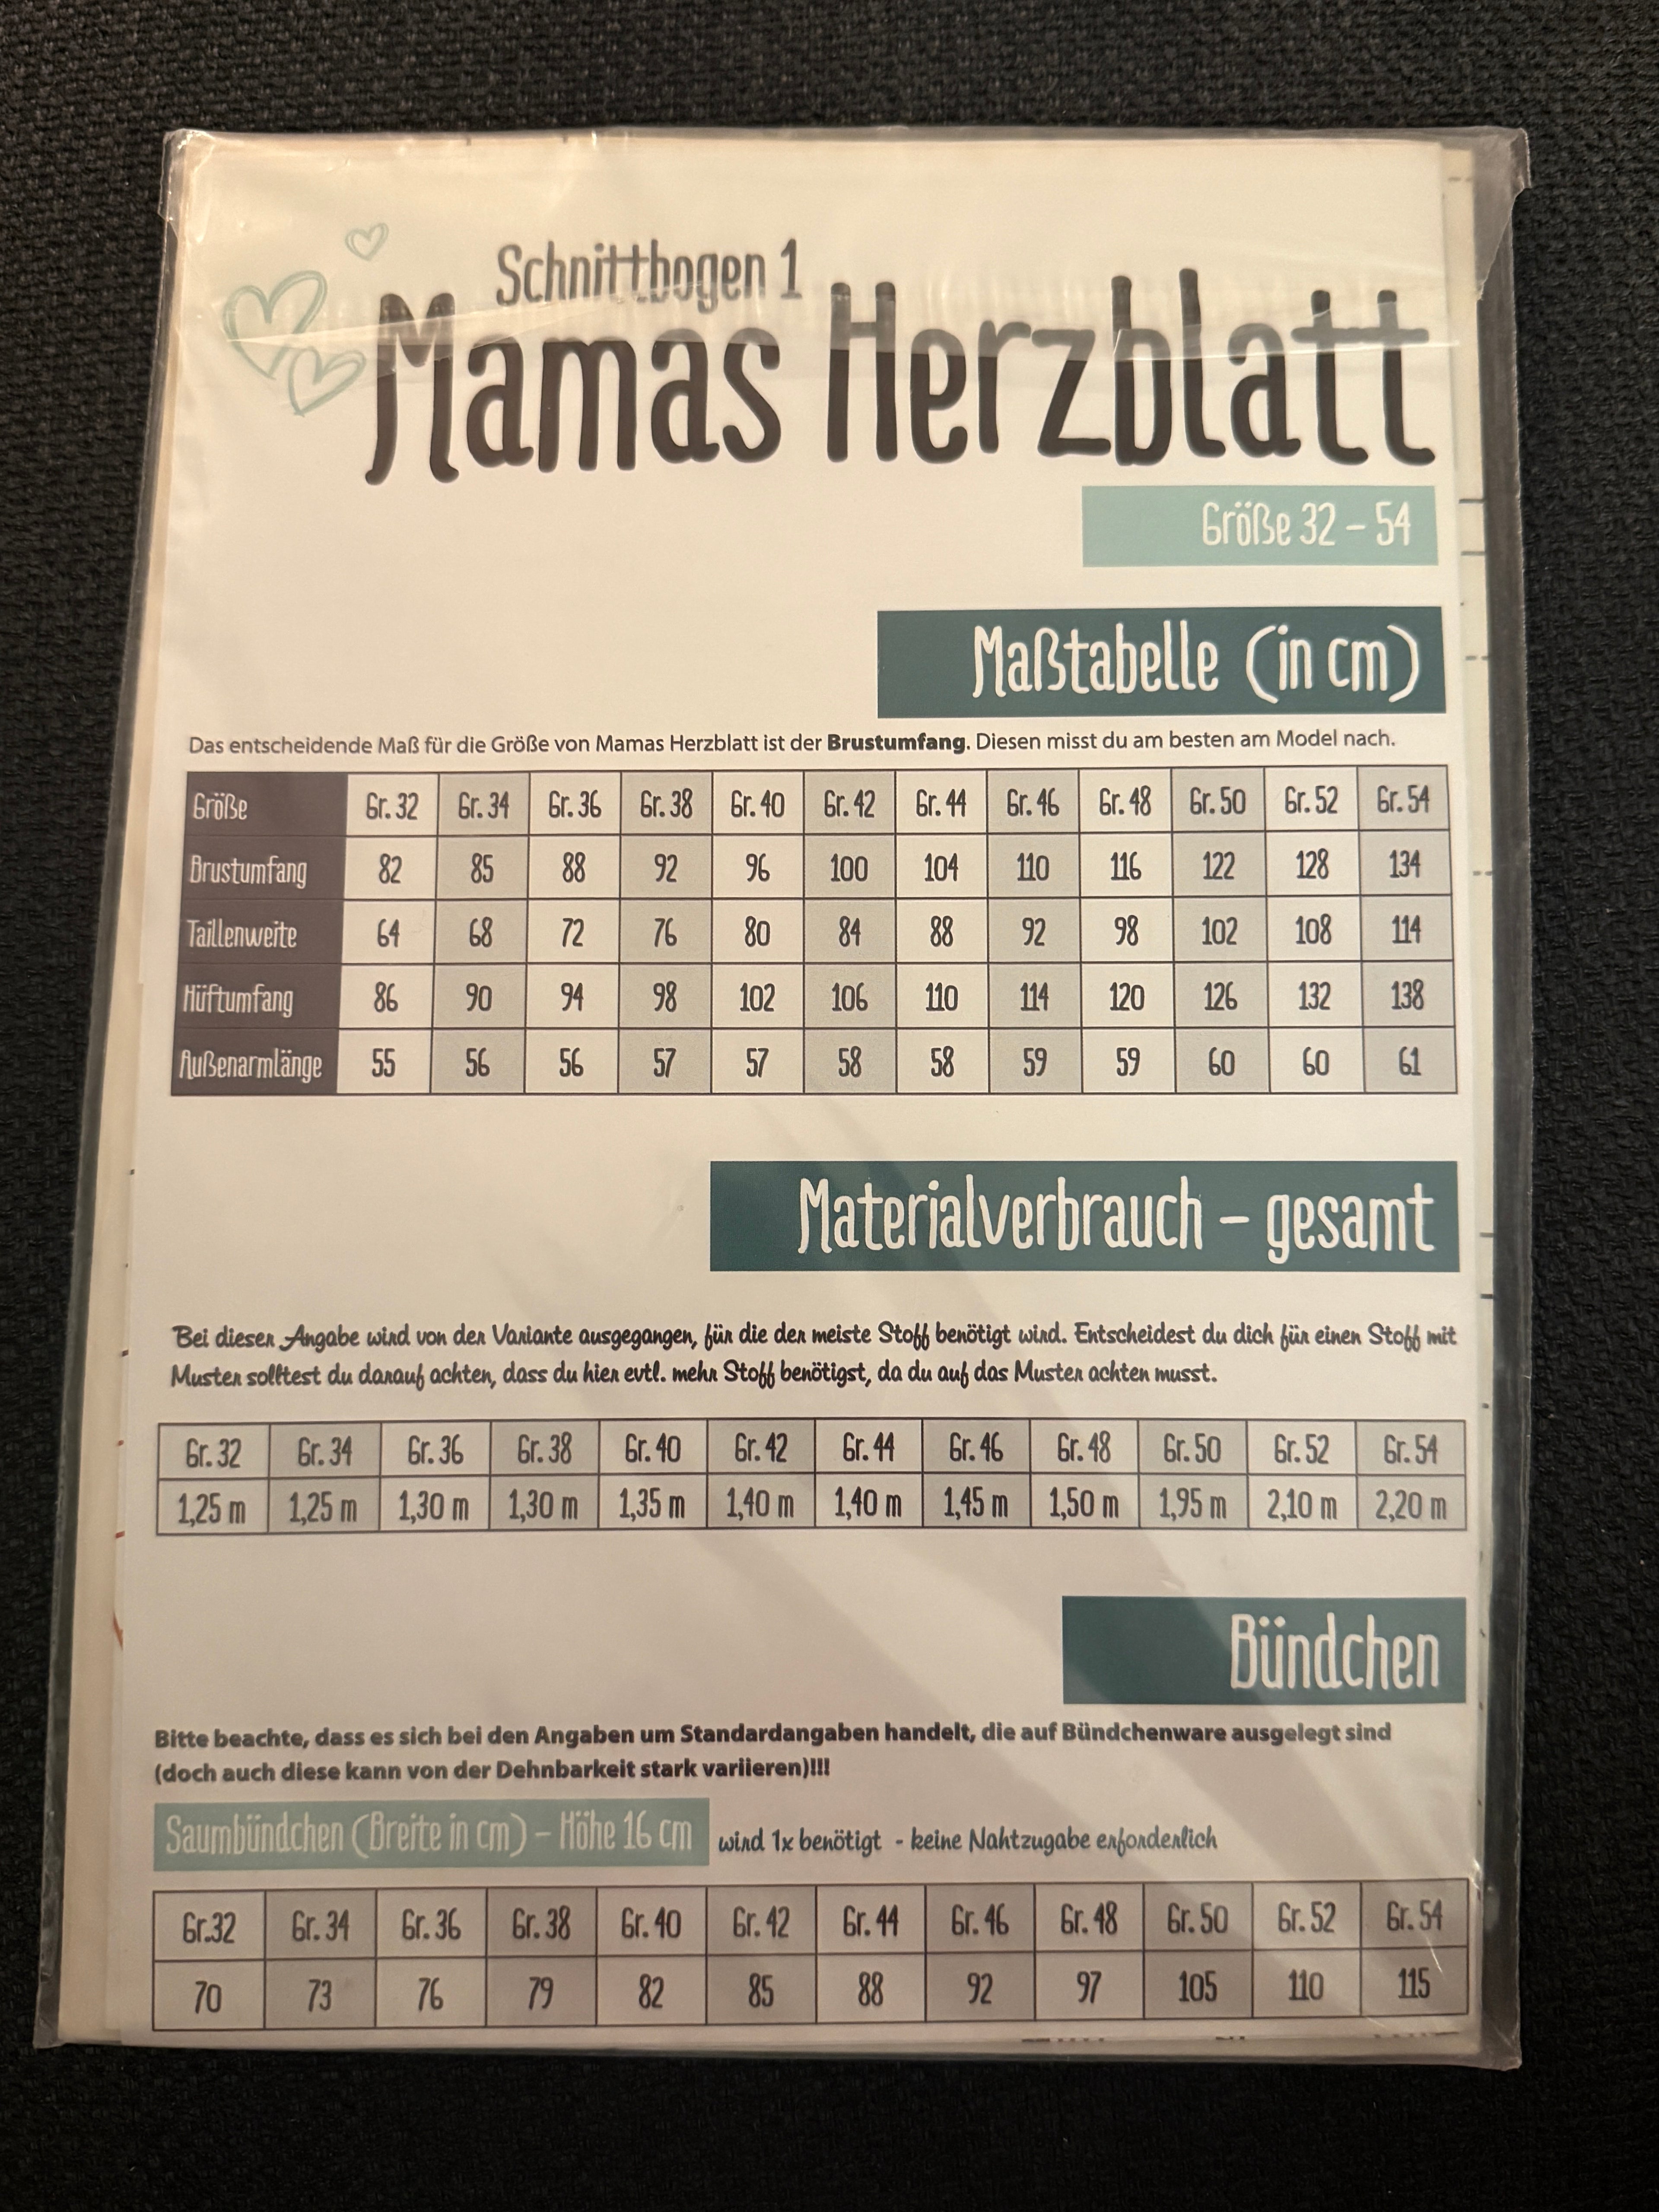 Schnittbogen 1
Mamas Herzblatt
Größe 32 – 54
Maßtabelle (in cm)
Das entscheidende Maß für die Größe von Mamas Herzblatt ist der Brustumfang. Diesen misst du am besten am Model nach.
Größe Gr. 32 Gr. 34 Gr. 36 Gr. 38 Gr. 40 Gr. 42 Gr. 44 Gr. 46 Gr. 48 Gr. 50 Gr. 52 Gr. 54
Brustumfang 82 85 88 92 96 100 104 110 116 122 128 134
Taillenweite 64 68 72 76 80 84 88 92 98 102 108 114
Hüftumfang 86 90 94 98 102 106 110 114 120 126 132 138
Außenarmlänge 55 56 56 57 57 58 58 59 59 60 60 61
Materialverbrauch – gesamt
Bei dieser Angabe wird von der Variante ausgegangen, für die der meiste Stoff benötigt wird. Entscheidest du dich für einen Stoff mit
Muster solltest du darauf achten, dass du hier evtl. mehr Stoff benötigst, da du auf das Muster achten musst.
Gr. 32 Gr. 34 Gr. 36 Gr. 38 Gr. 40 Gr. 42 Gr. 44 Gr. 46 Gr. 48 Gr. 50 Gr. 52 Gr. 54
1,25 m 1,25 m 1,30 m 1,30 m 1,35 m 1,40 m 1,40 m 1,45 m 1,50 m 1,95 m 2,10 m 2,20 m
Bündchen
Bitte beachte, dass es sich bei den Angaben um Standardangaben handelt, die auf Bündchenware ausgelegt sind
(doch auch diese kann von der Dehnbarkeit stark variieren)!!!
Saumbündchen (Breite in cm) – Höhe 16 cm wird 1x benötigt - keine Nahtzugabe erforderlich
Gr.32 Gr. 34 Gr. 36 Gr. 38 Gr. 40 Gr. 42 Gr. 44 Gr. 46 Gr. 48 Gr. 50 Gr. 52 Gr. 54
70 73 76 79 82 85 88 92 97 105 110 115